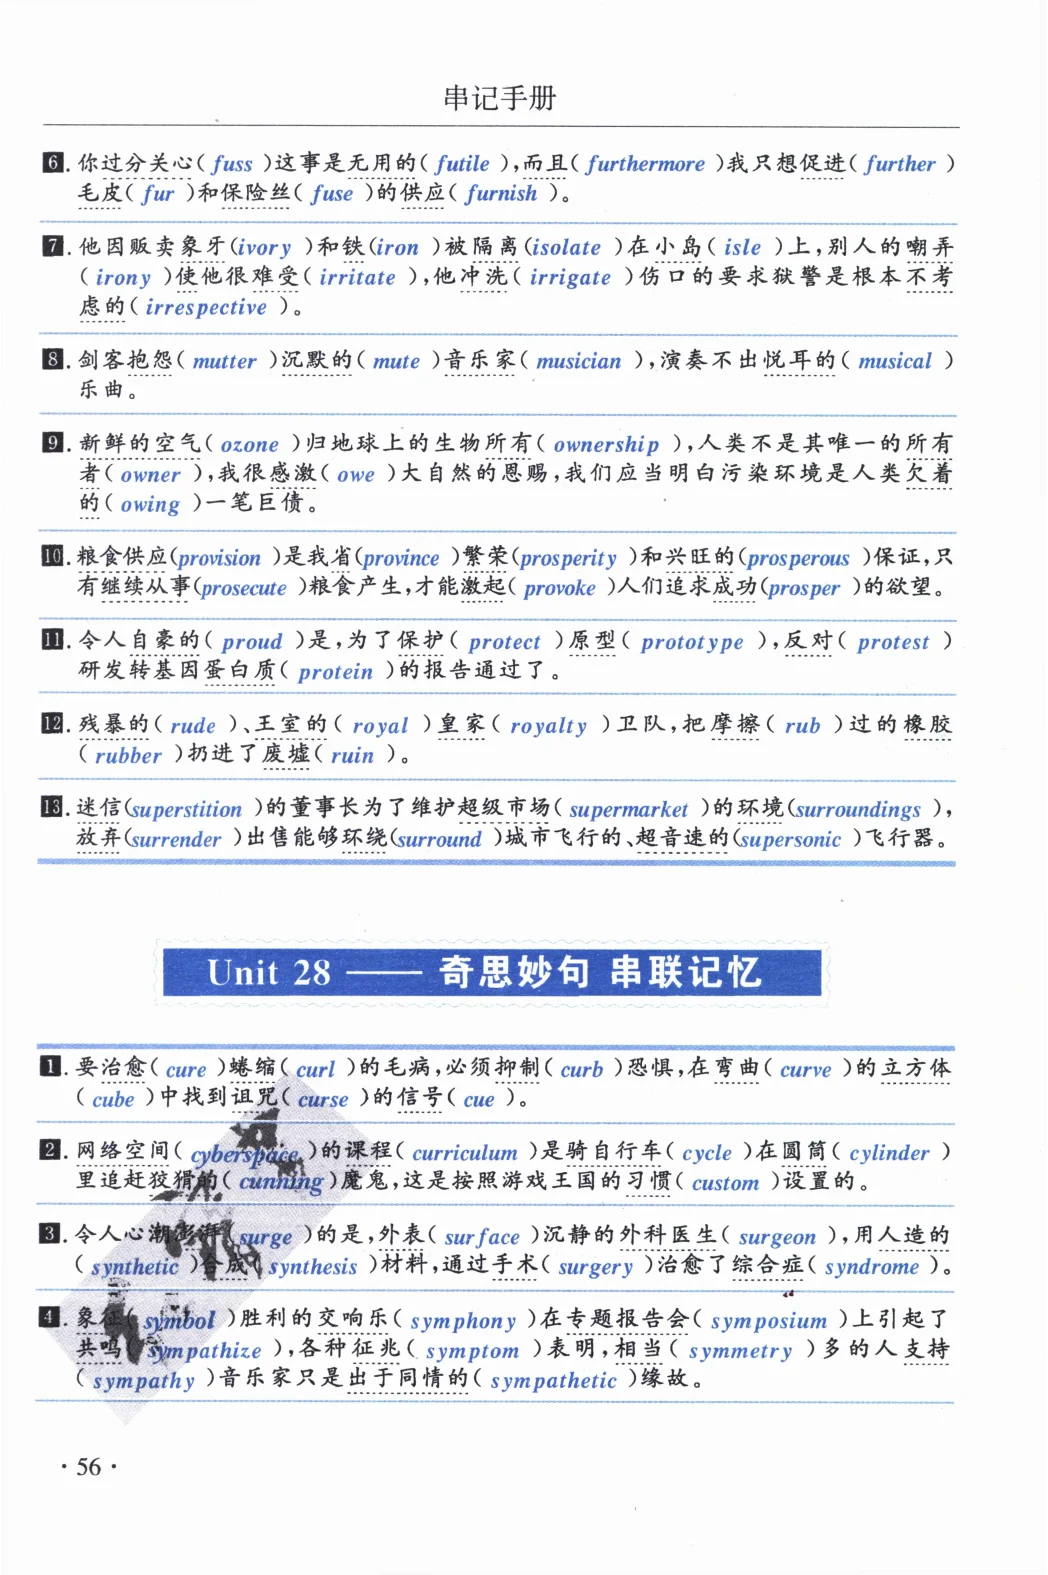 串记手册
6. 你过分关心( fuss )这事是无用的( futile ),而且( furthermore )我只想促进( further )
毛皮( fur )和保险丝( fuse )的供应( furnish )。
7. 他因贩卖象牙(ivory )和铁(iron )被隔离(isolate )在小岛( isle )上,别人的嘲弄
( irony )使他很难受( irritate ),他冲洗( irrigate )伤口的要求狱警是根本不考
虑的( irrespective )。
8. 剑客抱怨( mutter )沉默的( mute )音乐家( musician ),演奏不出悦耳的( musical )
乐曲。
9. 新鲜的空气( ozone )归地球上的生物所有( ownership ),人类不是其唯一的所有
者( owner ),我很感激( owe )大自然的恩赐,我们应当明白污染环境是人类欠着
的( owing )一笔巨债。
10. 粮食供应(provision )是我省(province )繁荣(prosperity )和兴旺的(prosperous )保证,只
有继续从事(prosecute )粮食产生,才能激起( provoke )人们追求成功(prosper )的欲望。
11. 令人自豪的( proud )是,为了保护( protect )原型( prototype ),反对( protest )
研发转基因蛋白质( protein )的报告通过了。
12. 残暴的( rude )、王室的( royal )皇家( royalty )卫队,把摩擦( rub )过的橡胶
( rubber )扔进了废墟( ruin )。
13. 迷信(superstition )的董事长为了维护超级市场( supermarket )的环境(surroundings ),
放弃(surrender )出售能够环绕(surround )城市飞行的、超音速的(supersonic )飞行器。
Unit 28 —— 奇思妙句 串联记忆
1. 要治愈( cure )蜷缩( curl )的毛病,必须抑制( curb )恐惧,在弯曲( curve )的立方体
( cube )中找到诅咒( curse )的信号( cue )。
2. 网络空间( cyberspace )的课程( curriculum )是骑自行车( cycle )在圆筒( cylinder )
里追赶狡猾的( cunning )魔鬼,这是按照游戏王国的习惯( custom )设置的。
3. 令人心潮澎湃( surge )的是,外表( surface )沉静的外科医生( surgeon ),用人造的
( synthetic )合成( synthesis )材料,通过手术( surgery )治愈了综合症( syndrome )。
4. 象征( symbol )胜利的交响乐( symphony )在专题报告会( symposium )上引起了
共鸣( sympathize ),各种征兆( symptom )表明,相当( symmetry )多的人支持
( sympathy )音乐家只是出于同情的( sympathetic )缘故。
· 56 ·